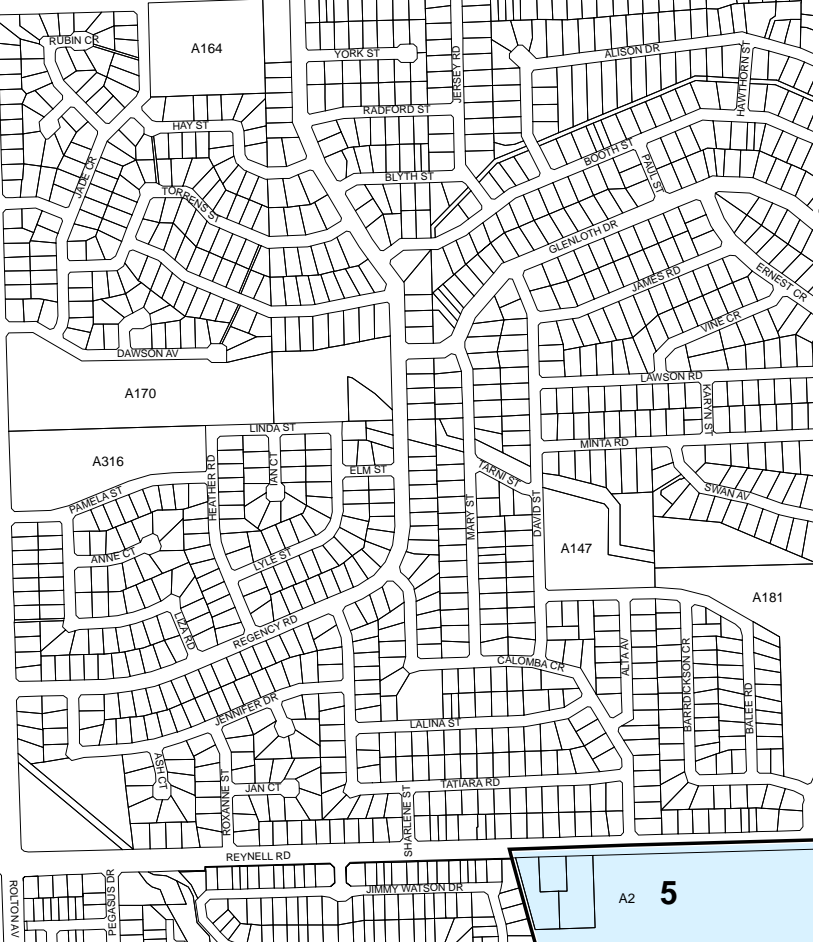 RUBIN CR
A164
YORK ST
JERSEY RD
ALISON DR
HAWTHORN ST
RADFORD ST
HAY ST
BOOTH ST
PAUL ST
JADE CR
BLYTH ST
TORRENS S
GLENLOTH DR
JAMES RD
ERNEST CR
VINE CR
DAWSON AV
A170
LAWSON RD
KARYN ST
LINDA ST
MINTA RD
A316
HEATHER RD
IAN CT
ELM ST
TARNI ST
SWAN AV
PAMELA ST
MARY ST
DAVID ST
ANNE CT
LYLE ST
A147
A181
LIZA RD
REGENCY RD
ALTA AV
BARRDICKSON CR
CALOMBA CR
BALEE RD
JENNIFER DR
LALINA ST
ASH CT
ROXANNE ST
JAN CT
SHARLENE ST
TATIARA RD
REYNELL RD
JIMMY WATSON DR
ROLTON AV
PEGASUS DR
A2
5